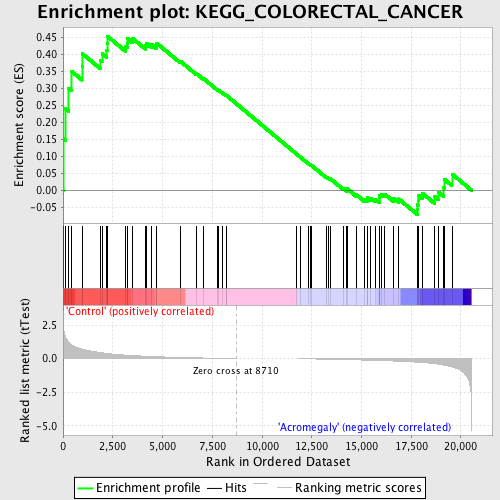 Enrichment plot: KEGG_COLORECTAL_CANCER
Enrichment score (ES)
0.45
0.40
0.35
0.30
0.25
0.20
0.15
0.10
0.05
0.00
-0.05
'Control' (positively correlated)
Ranked list metric (tTest)
2.5
0.0
-2.5
-5.0
Zero cross at 8710
'Acromegaly' (negatively correlated)
0
2,500
5,000
7,500
10,000
12,500
15,000
17,500
20,000
Rank in Ordered Dataset
Enrichment profile
Hits
Ranking metric scores